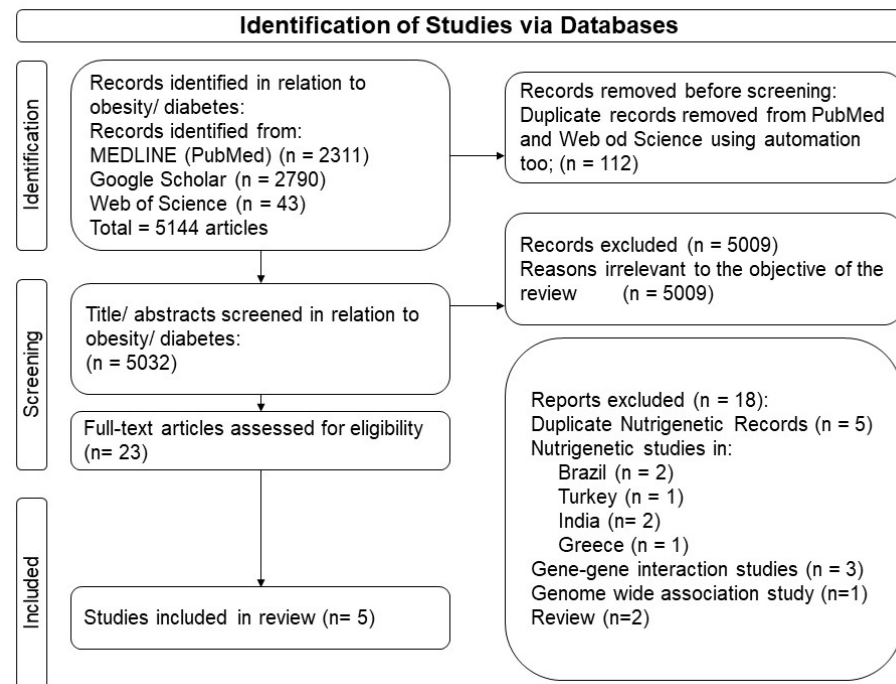 Identification of Studies via Databases
Identification
Records identified in relation to
obesity/ diabetes:
Records identified from:
MEDLINE (PubMed) (n = 2311)
Google Scholar (n = 2790)
Web of Science (n = 43)
Total = 5144 articles
Records removed before screening:
Duplicate records removed from PubMed
and Web od Science using automation
too; (n = 112)
Records excluded (n = 5009)
Reasons irrelevant to the objective of the
review (n = 5009)
Screening
Title/ abstracts screened in relation to
obesity/ diabetes:
(n = 5032)
Full-text articles assessed for eligibility
(n= 23)
Reports excluded (n = 18):
Duplicate Nutrigenetic Records (n = 5)
Nutrigenetic studies in:
Brazil (n = 2)
Turkey (n = 1)
India (n= 2)
Greece (n = 1)
Gene-gene interaction studies (n = 3)
Genome wide association study (n=1)
Review (n=2)
Included
Studies included in review (n= 5)